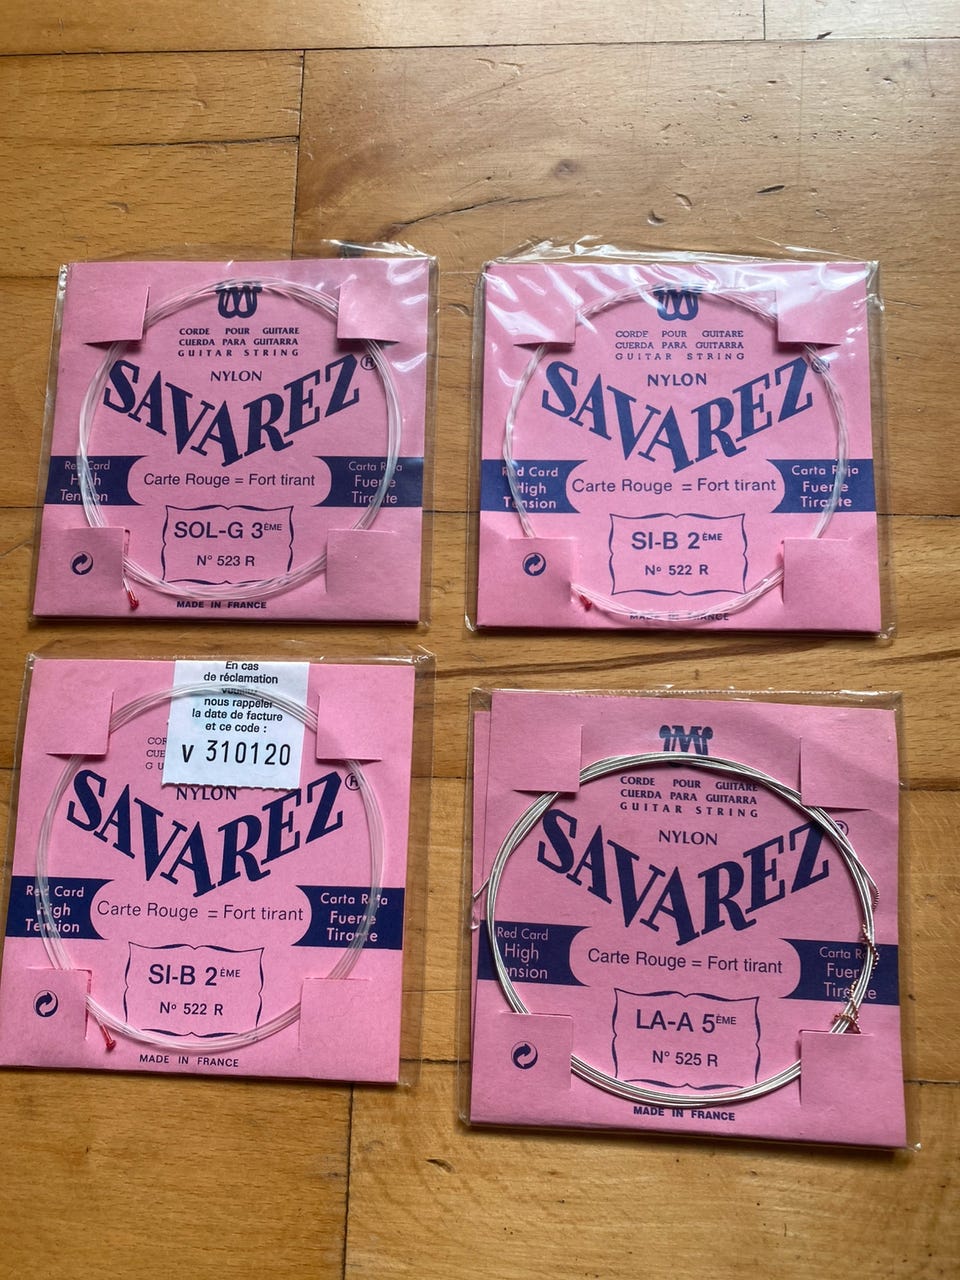 CORDE POUR GUITARE
CUERDA PARA GUITARRA
GUITAR STRING
NYLON
SAVAREZ®
Red Card
High
Tension
Carte Rouge = Fort tirant
Carta Roja
Fuerte
Tirante
SOL-G 3ÈME
N° 523 R
MADE IN FRANCE
CORDE POUR GUITARE
CUERDA PARA GUITARRA
GUITAR STRING
NYLON
SAVAREZ®
Red Card
High
Tension
Carte Rouge = Fort tirant
Carta Roja
Fuerte
Tirante
SI-B 2ÈME
N° 522 R
MADE IN FRANCE
En cas
de réclamation
veuillez
nous rappeler
la date de facture
et ce code :
V 310120
COR
CUE
GU
NYLON
SAVAREZ®
Red Card
High
Tension
Carte Rouge = Fort tirant
Carta Roja
Fuerte
Tirante
SI-B 2ÈME
N° 522 R
MADE IN FRANCE
CORDE POUR GUITARE
CUERDA PARA GUITARRA
GUITAR STRING
NYLON
SAVAREZ®
Red Card
High
Tension
Carte Rouge = Fort tirant
Carta Roja
Fuerte
Tirante
LA-A 5ÈME
N° 525 R
MADE IN FRANCE